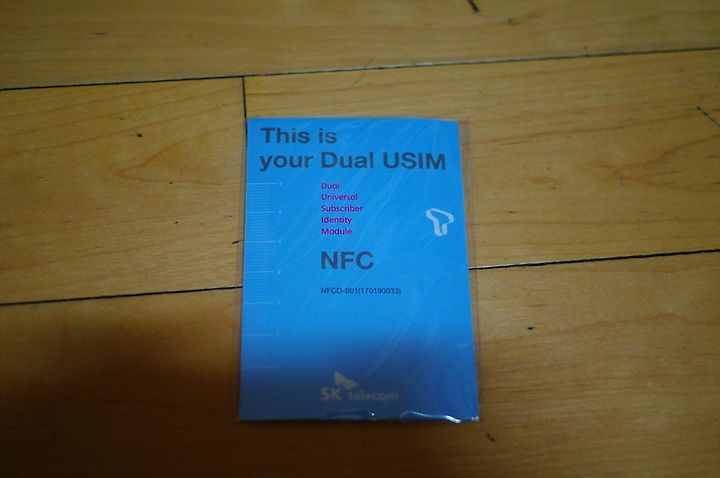 This is
your Dual USIM
Dual
Universal
Subscriber
Identity
Module
NFC
NFCD-S01(170190033)
SK telecom